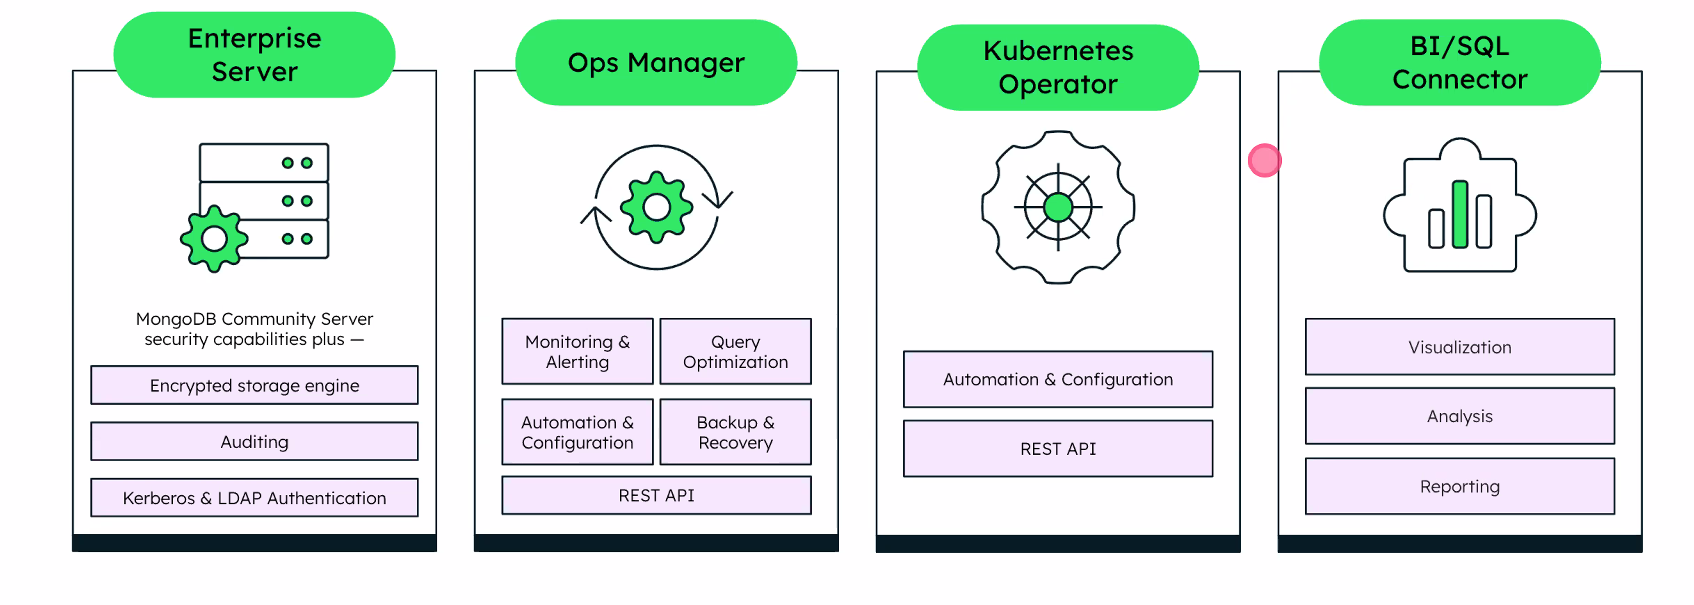 Enterprise
Server
MongoDB Community Server
security capabilities plus —
Encrypted storage engine
Auditing
Kerberos & LDAP Authentication
Ops Manager
Monitoring &
Alerting
Query
Optimization
Automation &
Configuration
Backup &
Recovery
REST API
Kubernetes
Operator
Automation & Configuration
REST API
BI/SQL
Connector
Visualization
Analysis
Reporting